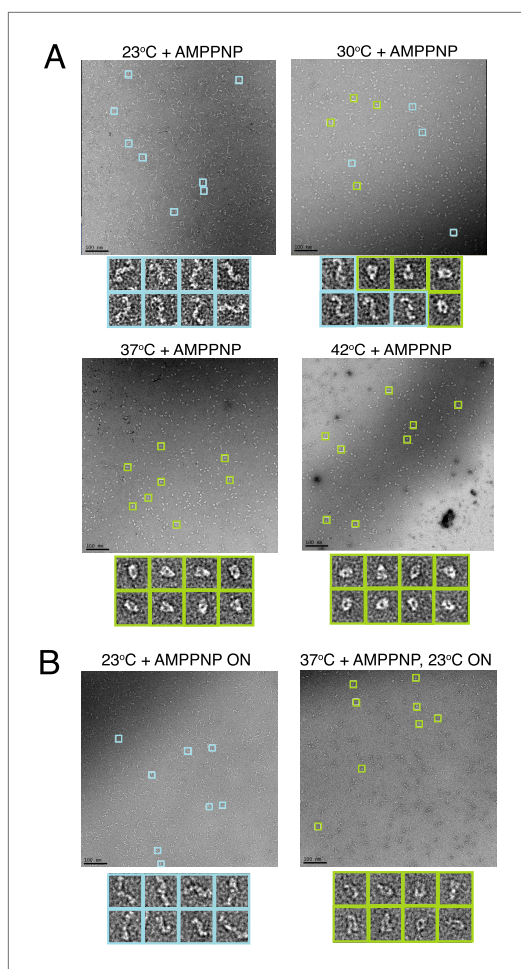 A
23°C + AMPPNP
30°C + AMPPNP
100 nm
100 nm
37°C + AMPPNP
42°C + AMPPNP
100 nm
100 nm
B
23°C + AMPPNP ON
37°C + AMPPNP, 23°C ON
100 nm
100 nm